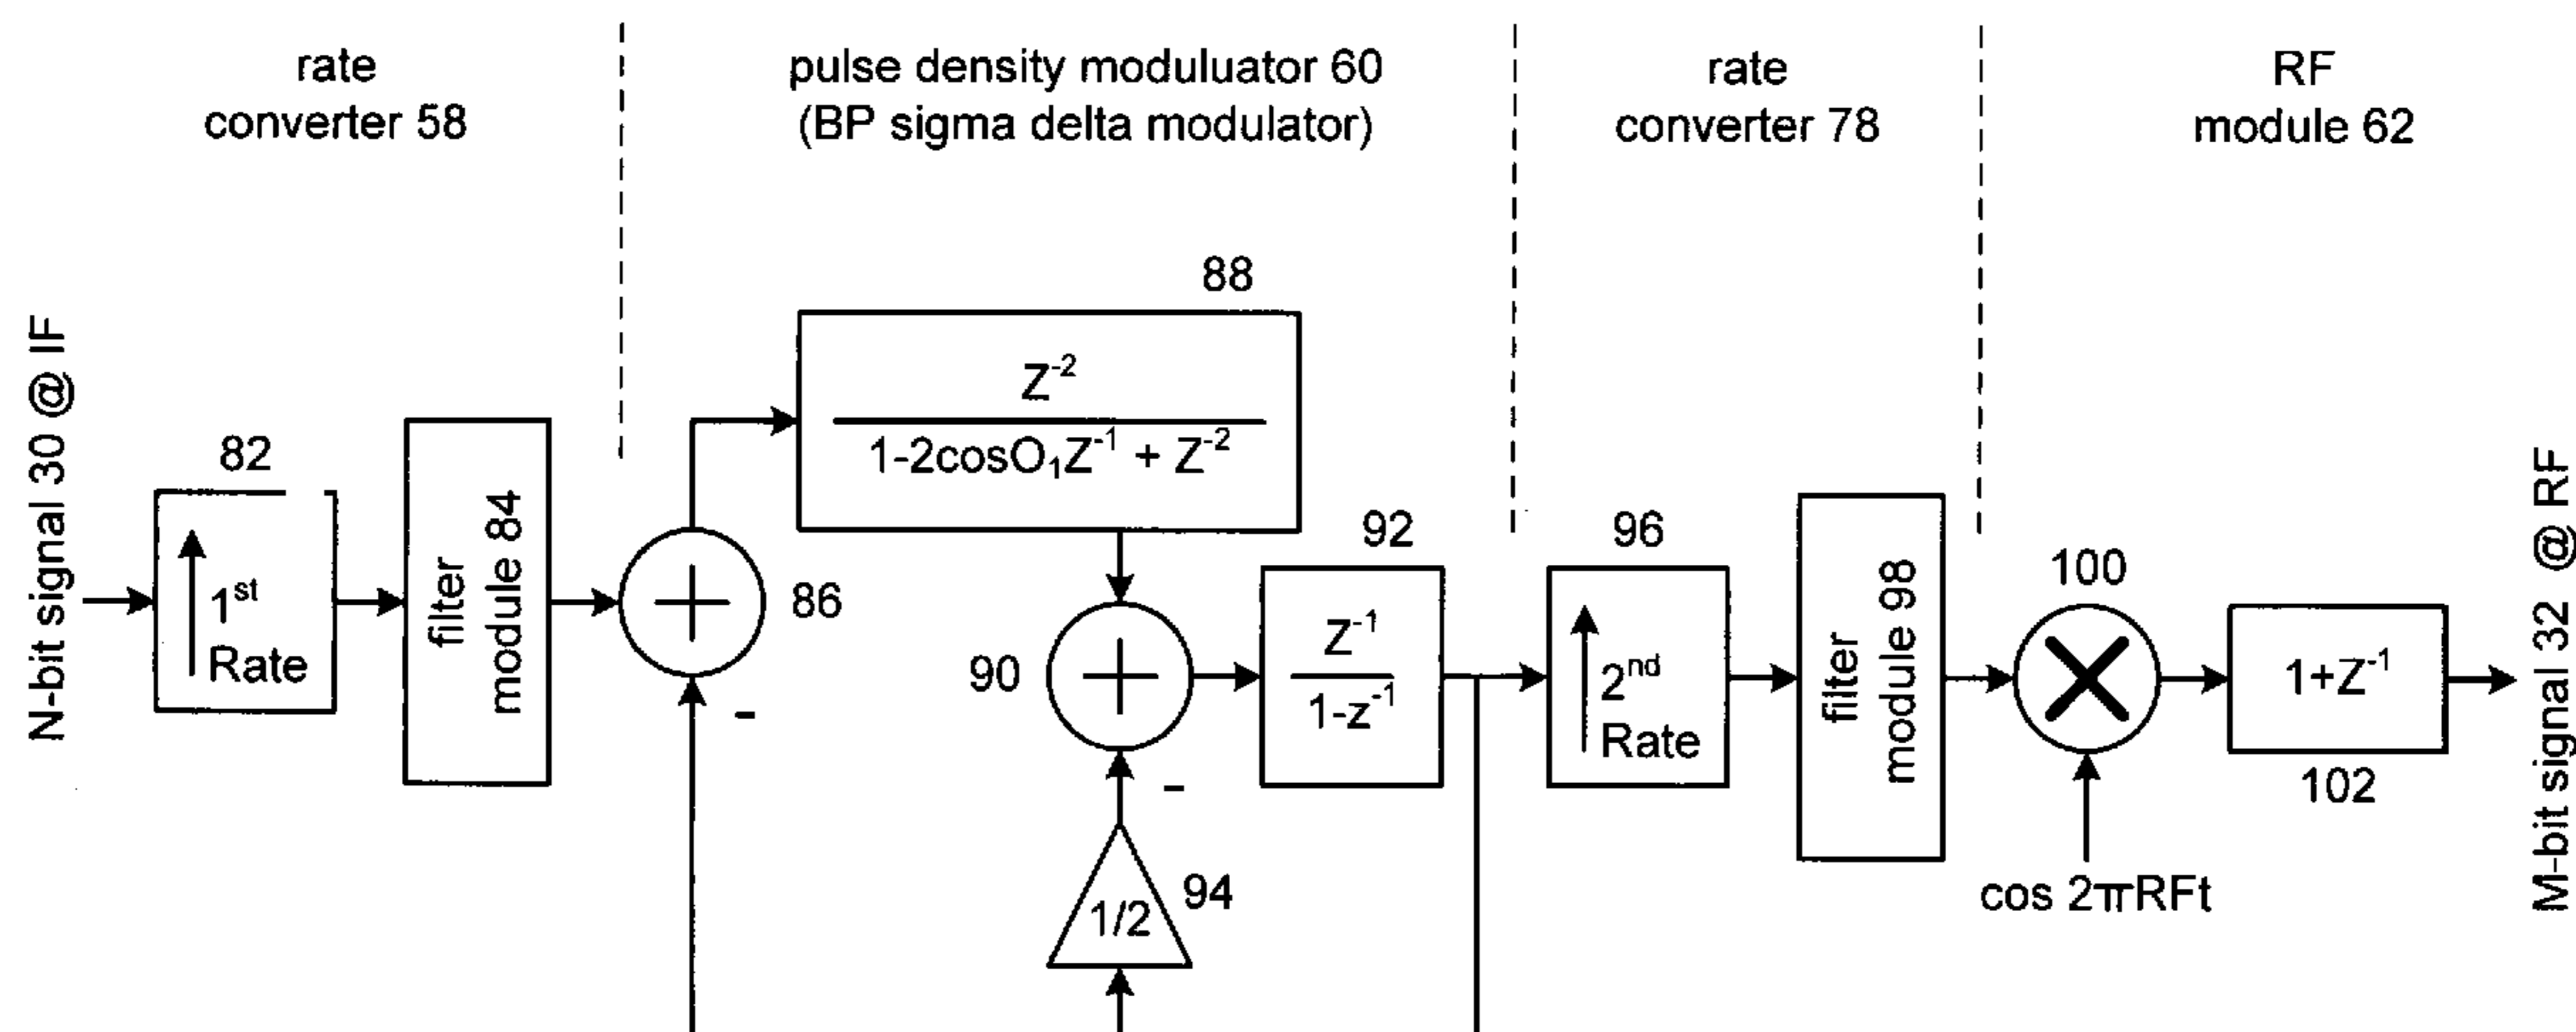 rate
converter 58
pulse density moduluator 60
(BP sigma delta modulator)
rate
converter 78
RF
module 62
N-bit signal 30 @ IF
82
1st
Rate
filter
module 84
86
-
88
Z-2
1-2cosO1Z-1 + Z-2
90
-
92
Z-1
1-z-1
94
1/2
96
2nd
Rate
filter
module 98
100
cos 2πRFt
1+Z-1
102
M-bit signal 32 @ RF